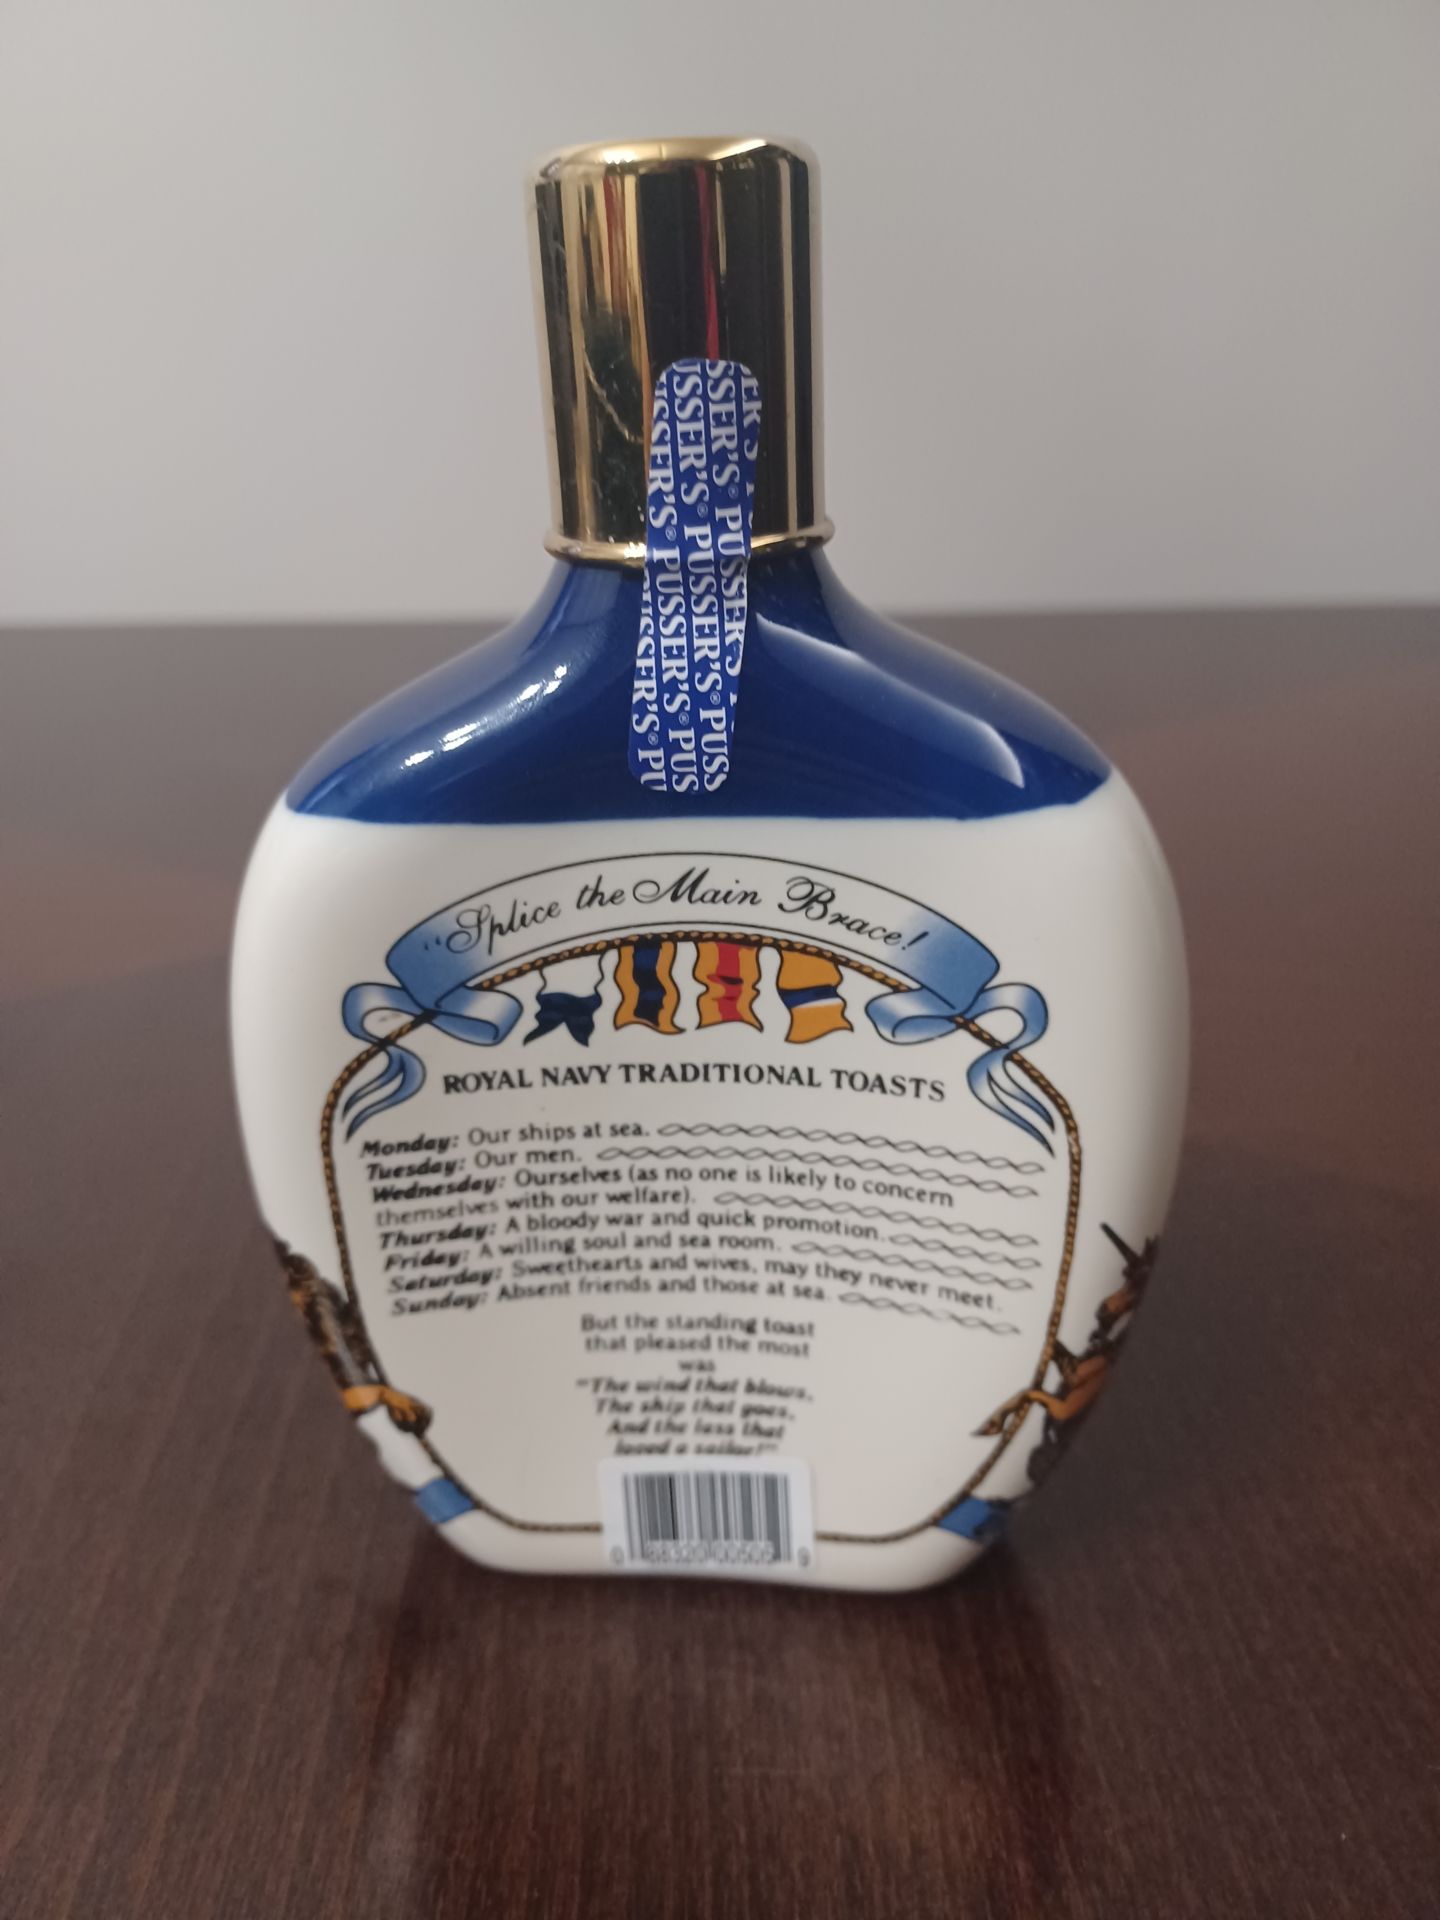 PUSSER'S® PUSSER'S® PUSS
"Splice the Main Brace!
ROYAL NAVY TRADITIONAL TOASTS
Monday: Our ships at sea.
Tuesday: Our men.
Wednesday: Ourselves (as no one is likely to concern
themselves with our welfare).
Thursday: A bloody war and quick promotion.
Friday: A willing soul and sea room.
Saturday: Sweethearts and wives, may they never meet.
Sunday: Absent friends and those at sea.
But the standing toast
that pleased the most
was
"The wind that blows,
The ship that goes,
And the lass that
loved a sailor!"